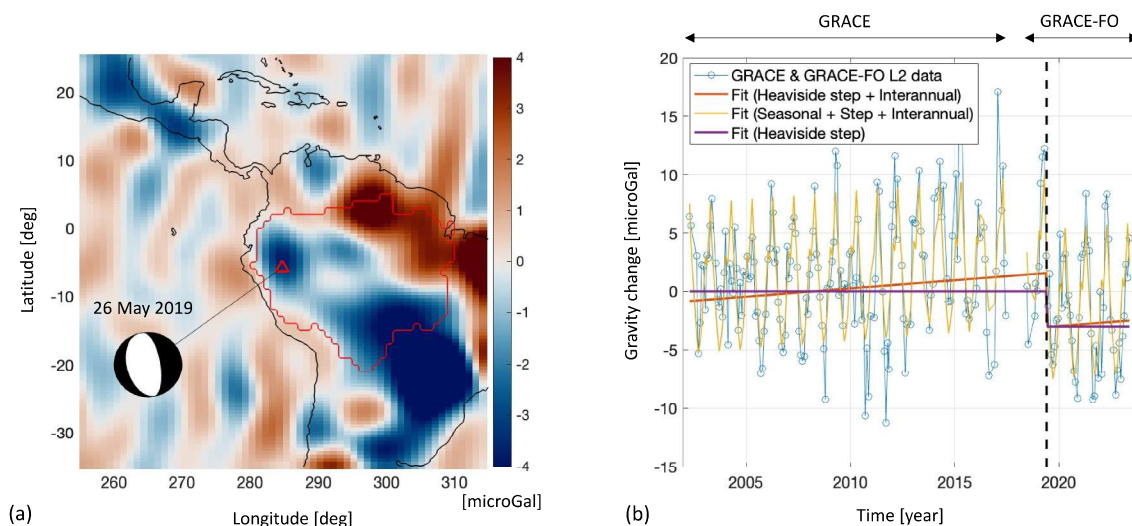 GRACE
GRACE-FO
20
10
0
-10
-20
-30
Latitude [deg]
26 May 2019
260
270
280
290
300
310
Longitude [deg]
4
3
2
1
0
-1
-2
-3
-4
[microGal]
(a)
20
15
10
5
0
-5
-10
-15
Gravity change [microGal]
GRACE & GRACE-FO L2 data
Fit (Heaviside step + Interannual)
Fit (Seasonal + Step + Interannual)
Fit (Heaviside step)
2005
2010
2015
2020
Time [year]
(b)